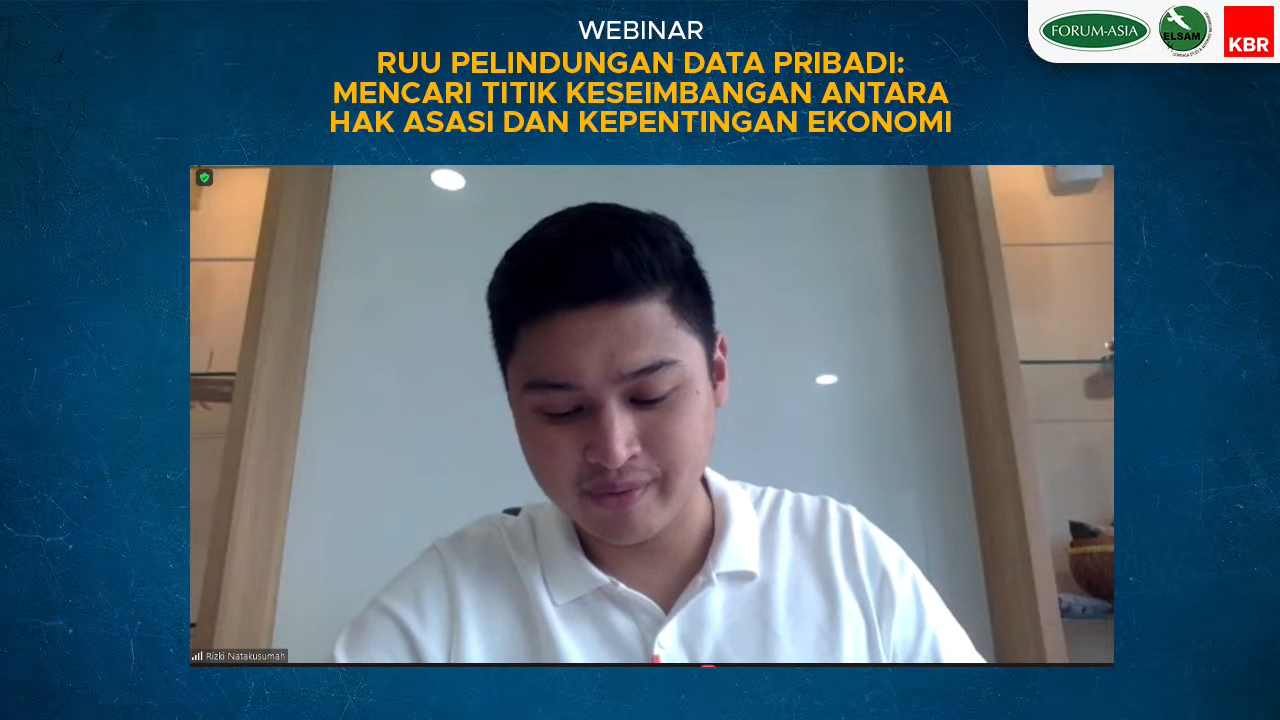 WEBINAR
RUU PELINDUNGAN DATA PRIBADI:
MENCARI TITIK KESEIMBANGAN ANTARA
HAK ASASI DAN KEPENTINGAN EKONOMI
FORUM-ASIA
ELSAM
KBR
Rizki Natakusumah